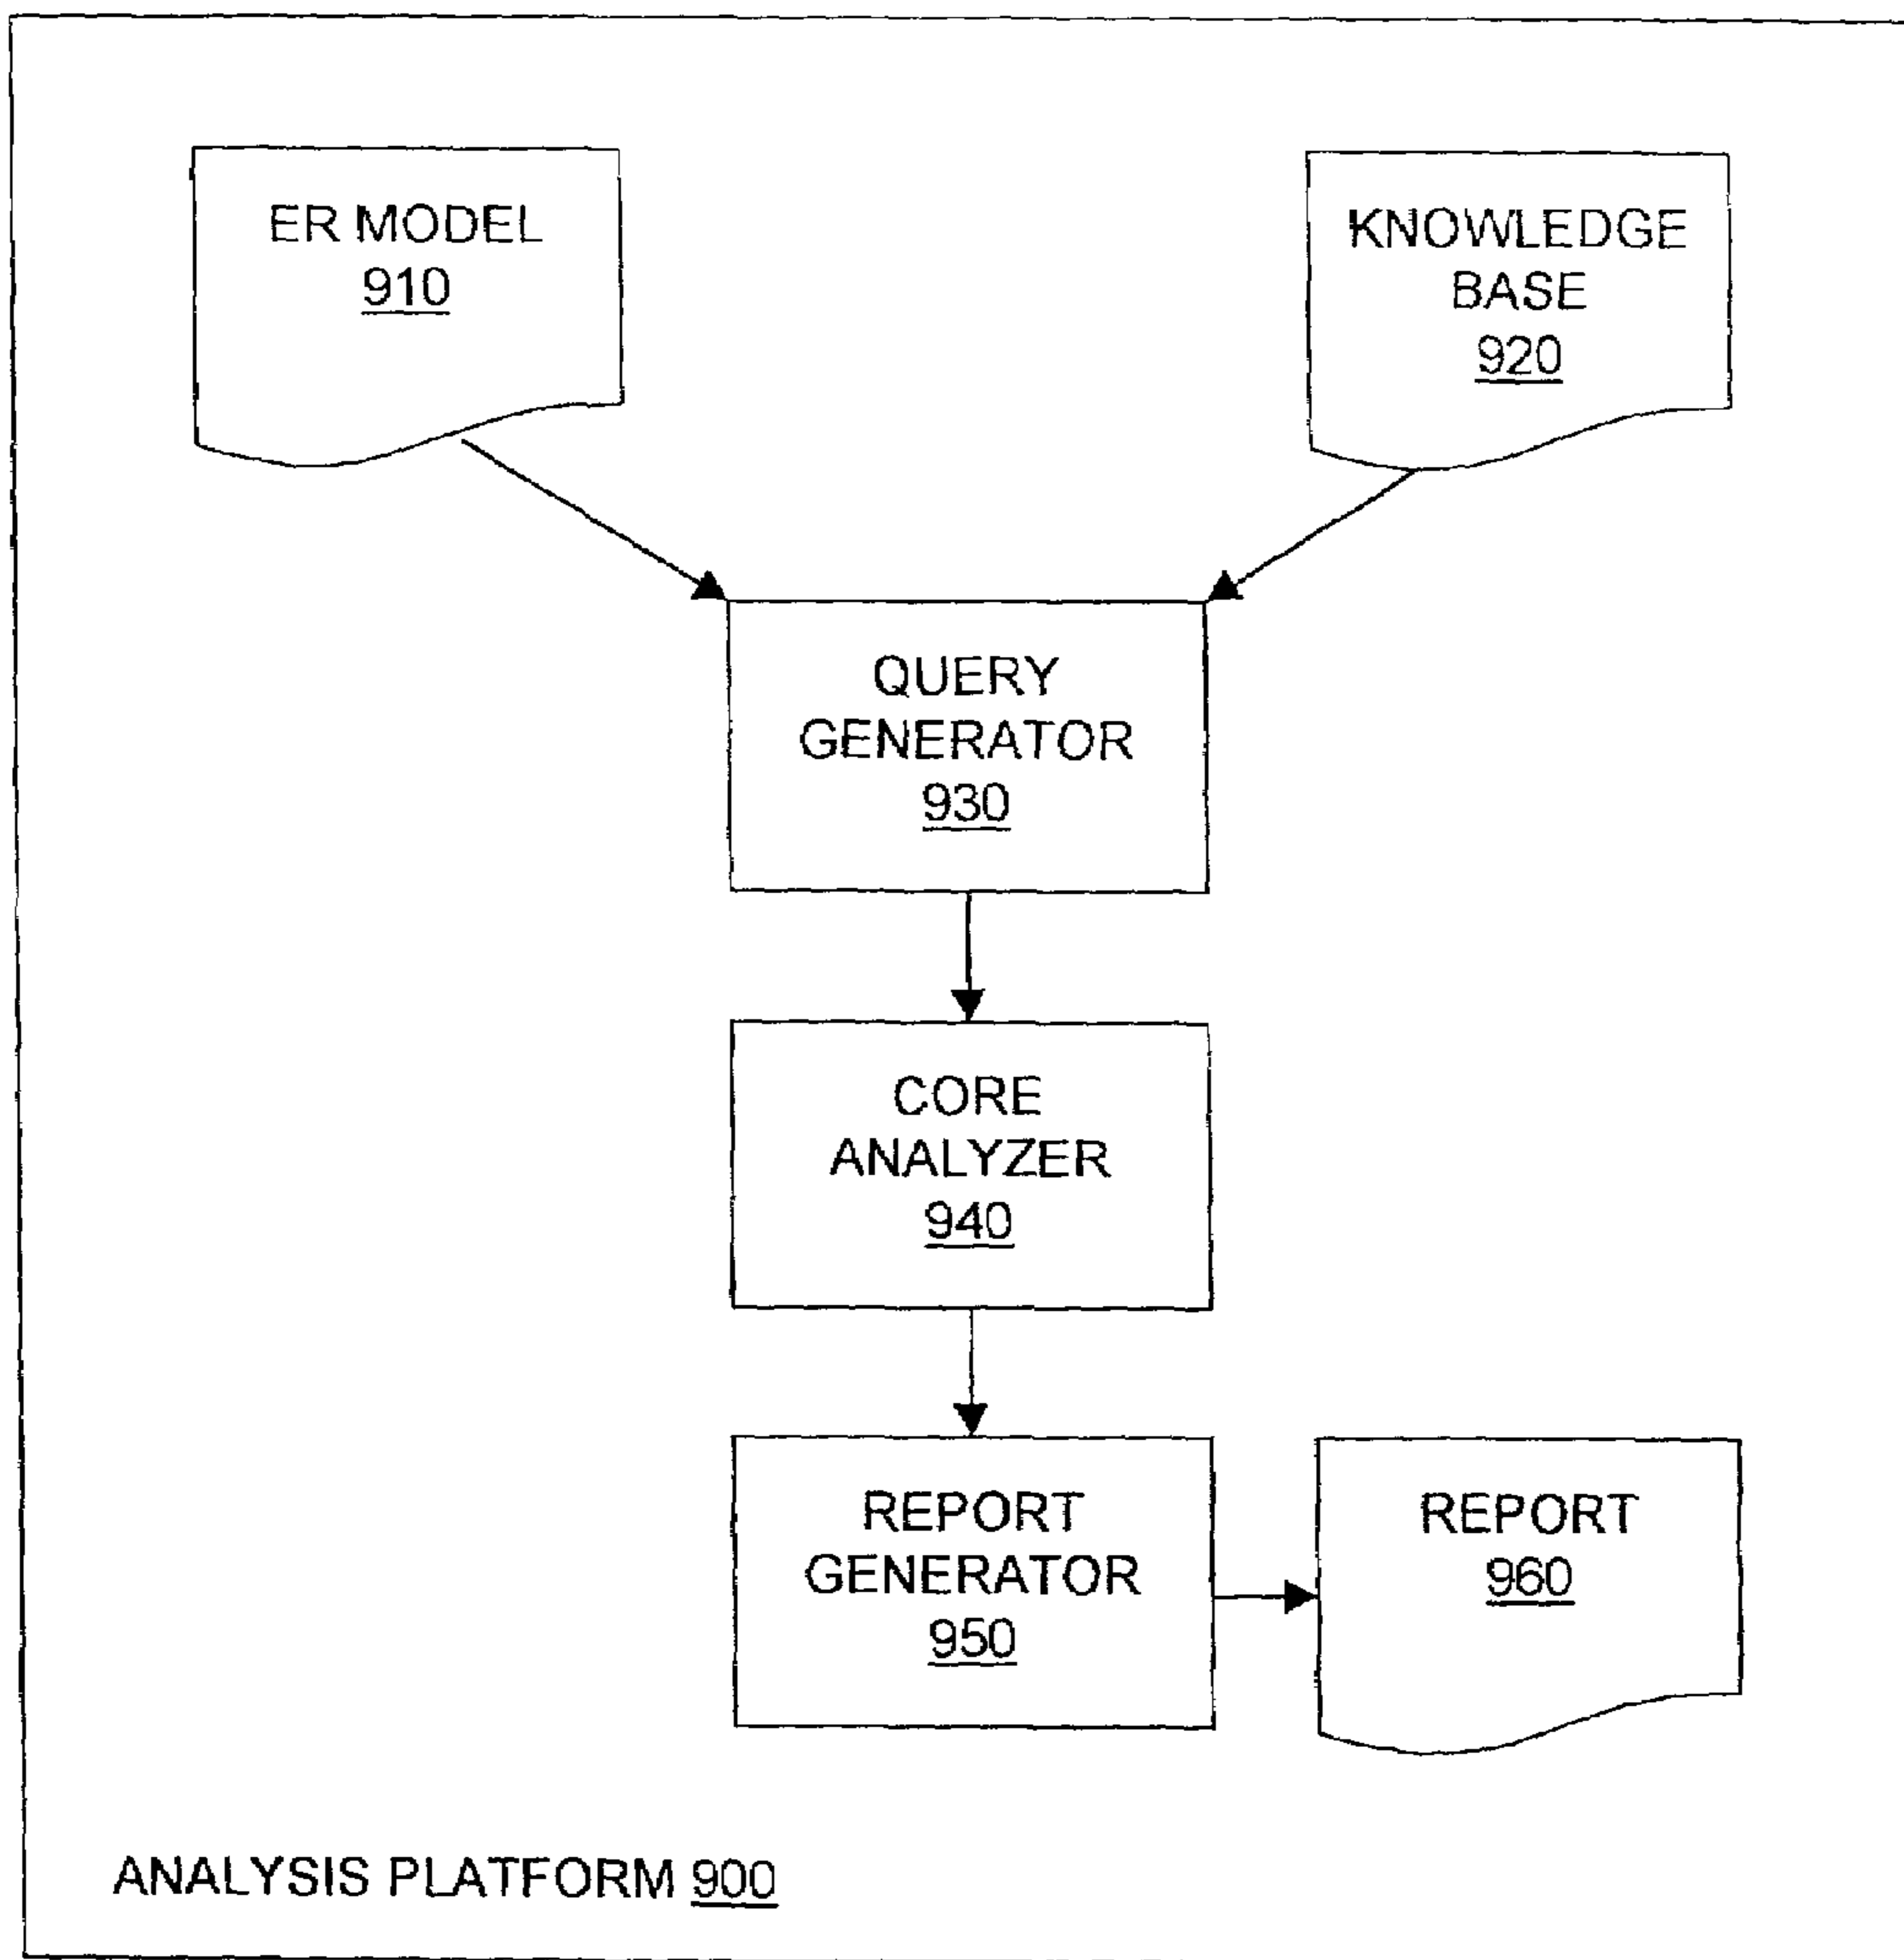 ER MODEL
910
KNOWLEDGE
BASE
920
QUERY
GENERATOR
930
CORE
ANALYZER
940
REPORT
GENERATOR
950
REPORT
960
ANALYSIS PLATFORM 900